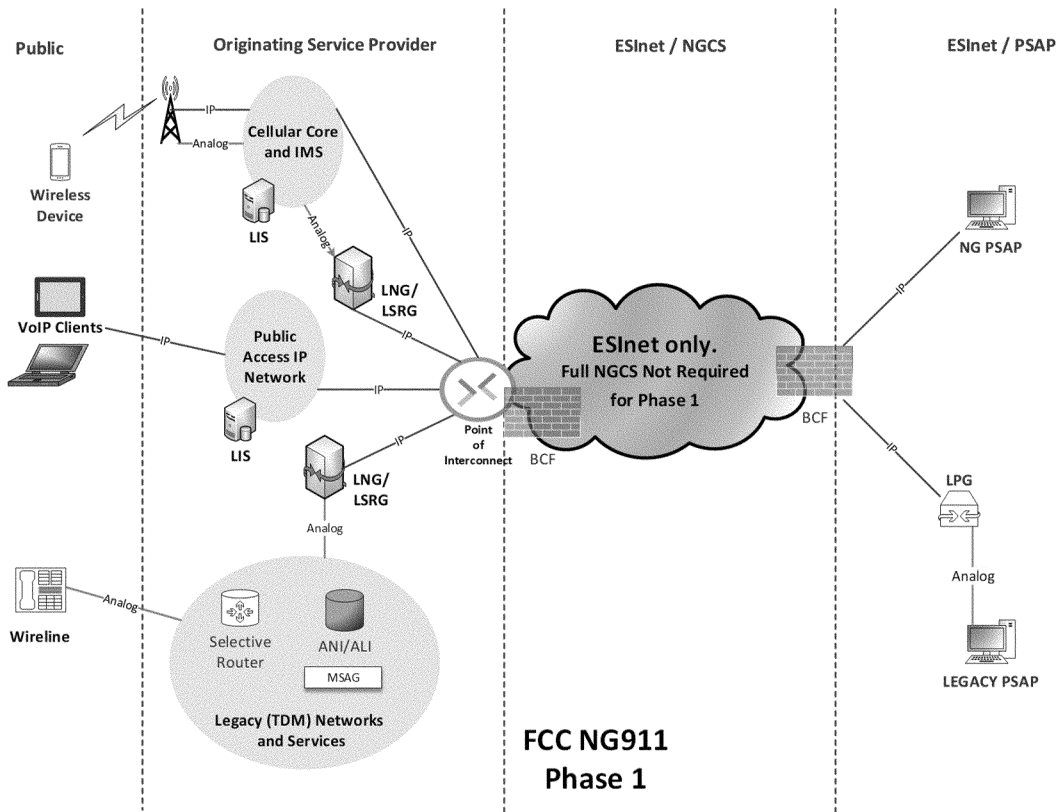 Public
Originating Service Provider
ESInet / NGCS
ESInet / PSAP
IP
Analog
Cellular Core
and IMS
Wireless
Device
LIS
Analog
IP
LNG/
LSRG
IP
NG PSAP
IP
VoIP Clients
IP
Public
Access IP
Network
IP
LIS
ESInet only.
Full NGCS Not Required
for Phase 1
Point
of
Interconnect
BCF
BCF
IP
LNG/
LSRG
IP
LPG
Analog
Analog
LEGACY PSAP
Wireline
Analog
Selective
Router
ANI/ALI
MSAG
Legacy (TDM) Networks
and Services
FCC NG911
Phase 1